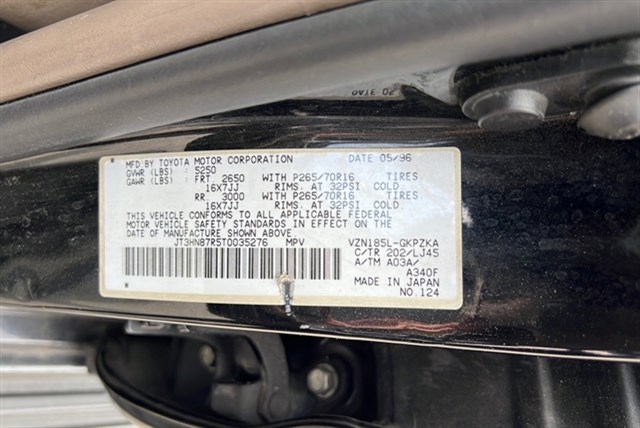 MFD.BY TOYOTA MOTOR CORPORATION DATE 05/96
GVWR (LBS) 5250
GAWR (LBS) FRT 2650 WITH P265/70R16 TIRES,
16X7JJ RIMS, AT 32PSI COLD
RR 3000 WITH P265/70R16 TIRES,
16X7JJ RIMS, AT 32PSI COLD
THIS VEHICLE CONFORMS TO ALL APPLICABLE FEDERAL
MOTOR VEHICLE SAFETY STANDARDS IN EFFECT ON THE
DATE OF MANUFACTURE SHOWN ABOVE.
JT3HN87R5T0035276 MPV VZN185L-GKPZKA
C/TR 202/LJ45
A/TM A03A/
A340F
MADE IN JAPAN
NO.124